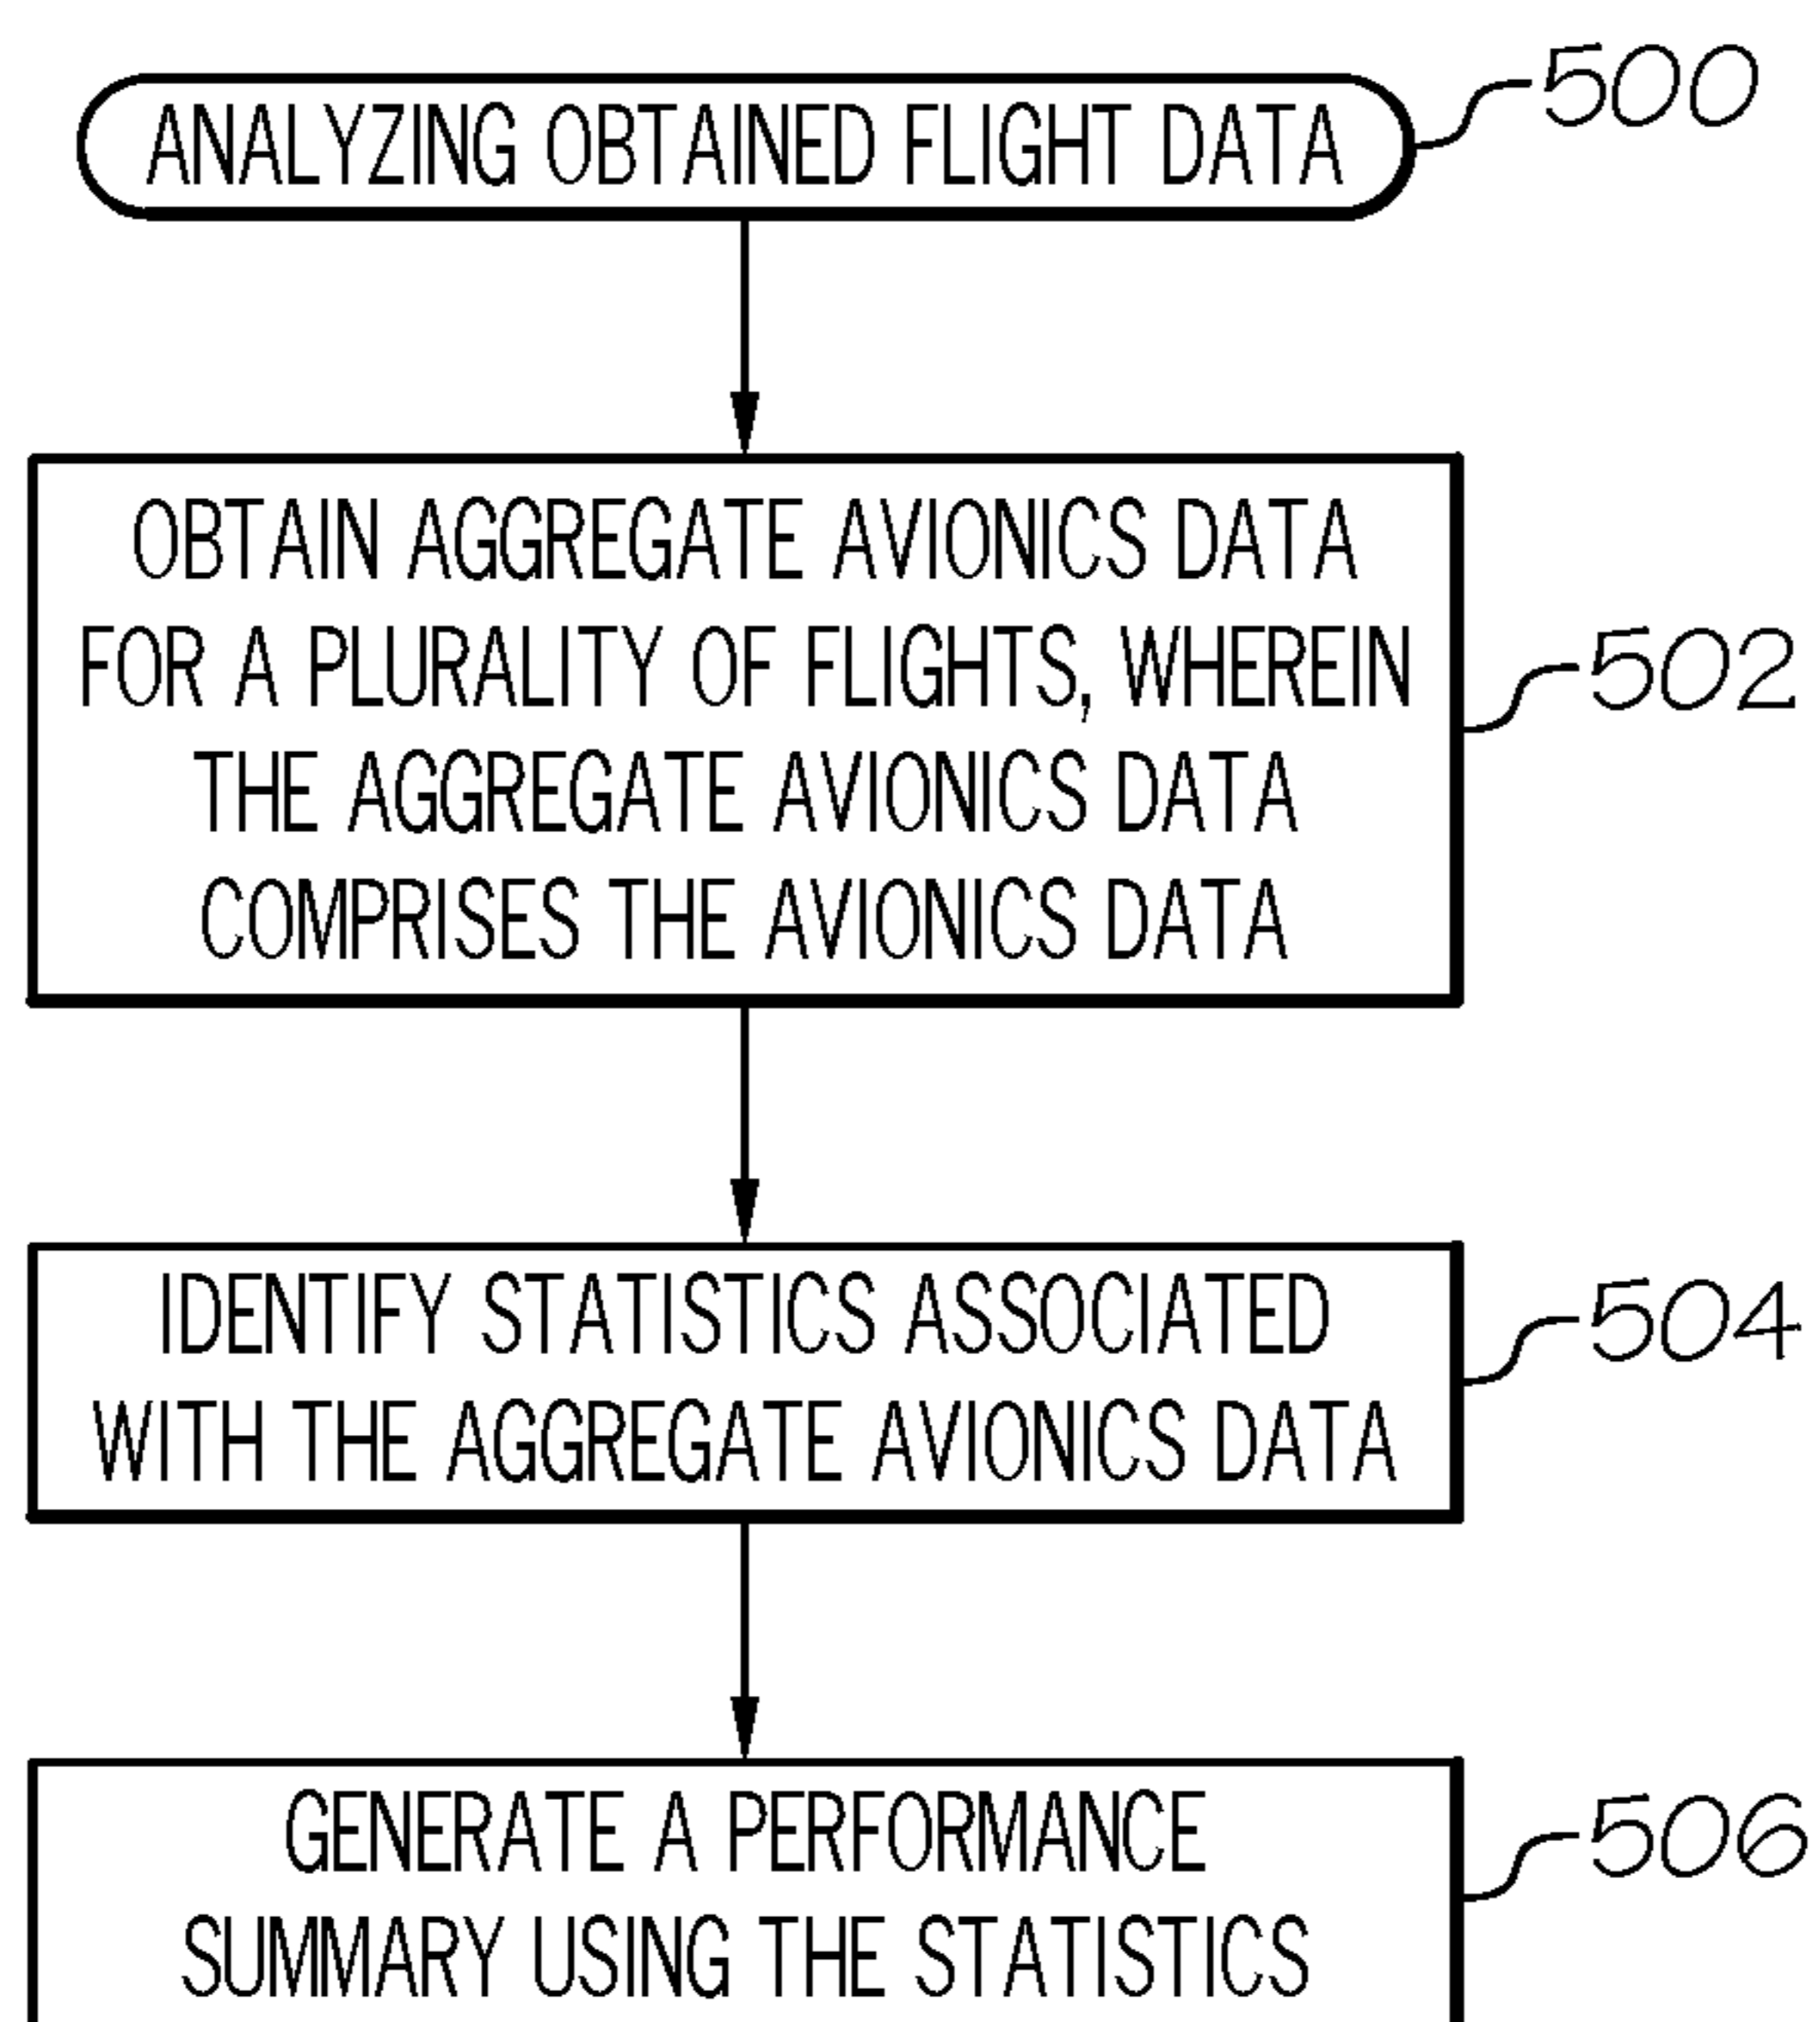 ANALYZING OBTAINED FLIGHT DATA
500
OBTAIN AGGREGATE AVIONICS DATA
FOR A PLURALITY OF FLIGHTS, WHEREIN
THE AGGREGATE AVIONICS DATA
COMPRISES THE AVIONICS DATA
502
IDENTIFY STATISTICS ASSOCIATED
WITH THE AGGREGATE AVIONICS DATA
504
GENERATE A PERFORMANCE
SUMMARY USING THE STATISTICS
506